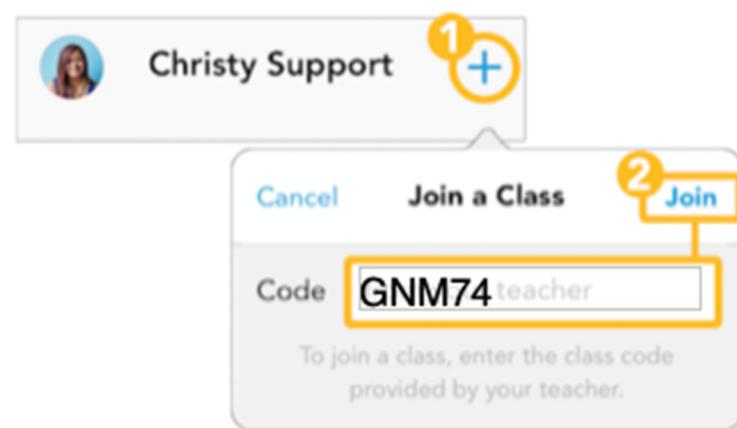 1
Christy Support +
2
Cancel Join a Class Join
Code GNM74 teacher
To join a class, enter the class code
provided by your teacher.